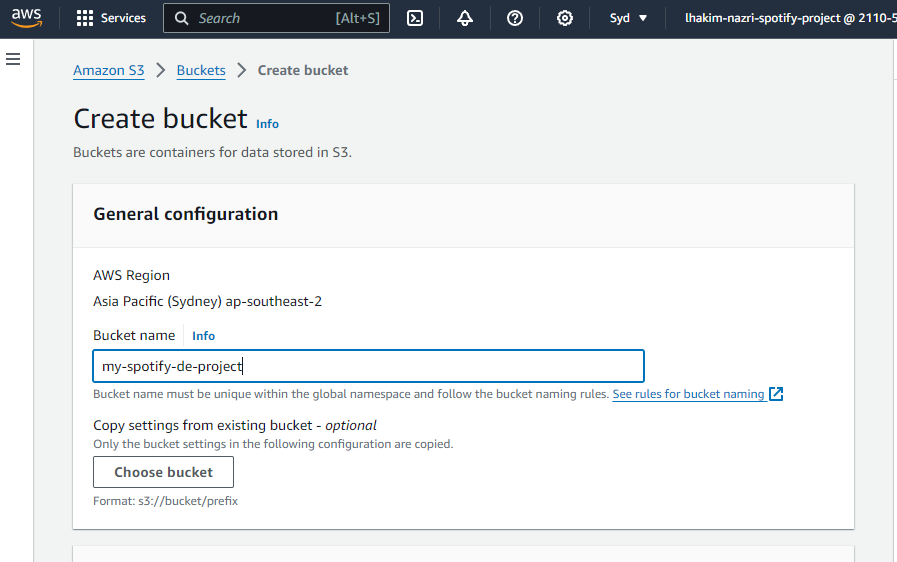 aws Services Search [Alt+S] Syd lhakim-nazri-spotify-project @ 2110-5
Amazon S3 Buckets Create bucket
Create bucket Info
Buckets are containers for data stored in S3.
General configuration
AWS Region
Asia Pacific (Sydney) ap-southeast-2
Bucket name Info
my-spotify-de-project
Bucket name must be unique within the global namespace and follow the bucket naming rules. See rules for bucket naming
Copy settings from existing bucket - optional
Only the bucket settings in the following configuration are copied.
Choose bucket
Format: s3://bucket/prefix